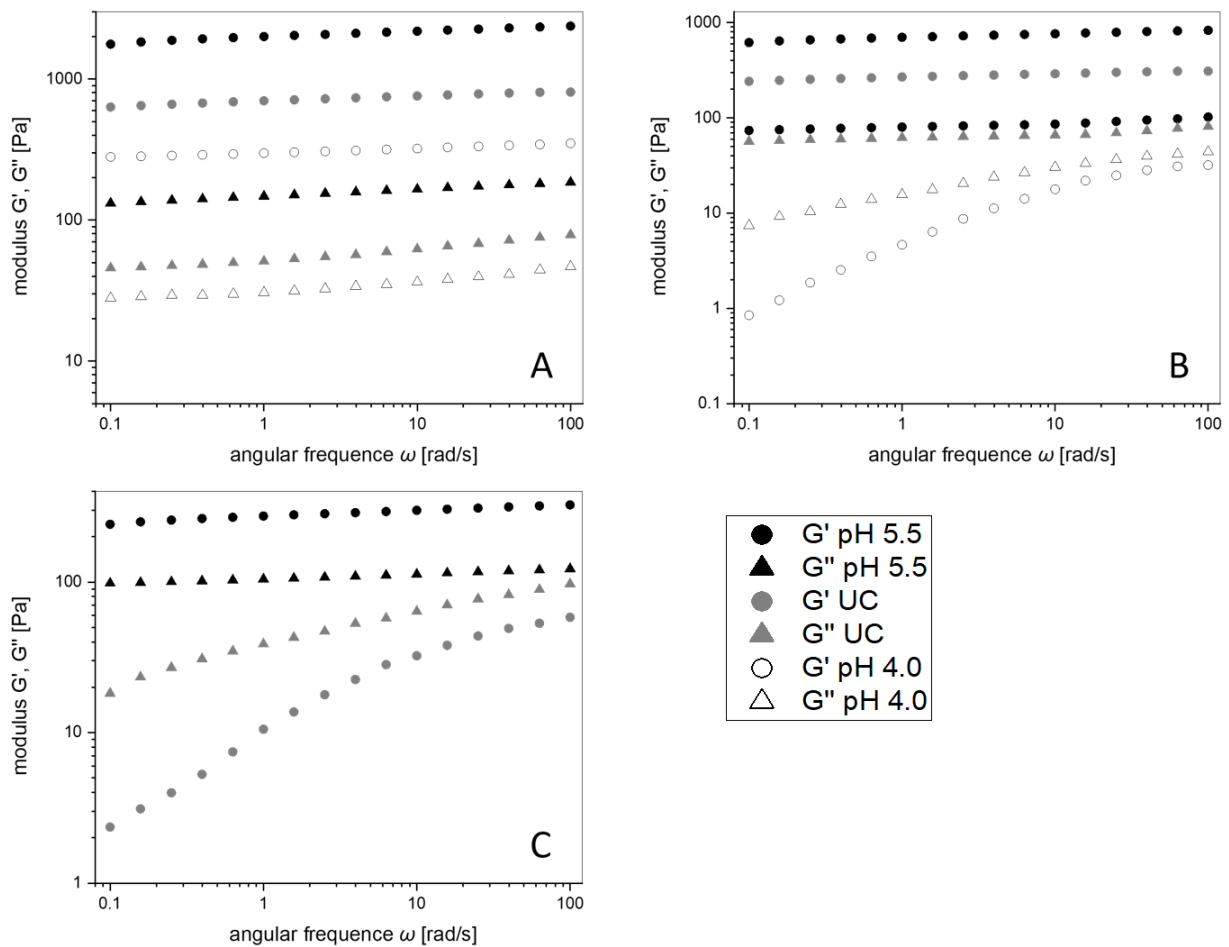 modulus G', G'' [Pa]
1000
100
10
A
0.1
1
10
100
angular frequence ω [rad/s]
modulus G', G'' [Pa]
1000
100
10
1
0.1
B
0.1
1
10
100
angular frequence ω [rad/s]
modulus G', G'' [Pa]
100
10
1
C
0.1
1
10
100
angular frequence ω [rad/s]
G' pH 5.5
G'' pH 5.5
G' UC
G'' UC
G' pH 4.0
G'' pH 4.0